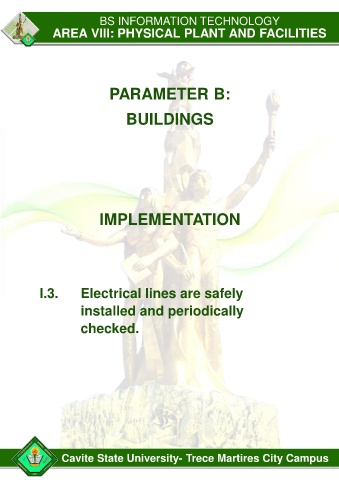 BS INFORMATION TECHNOLOGY
AREA VIII: PHYSICAL PLANT AND FACILITIES
PARAMETER B:
BUILDINGS
IMPLEMENTATION
I.3. Electrical lines are safely
installed and periodically
checked.
Cavite State University- Trece Martires City Campus